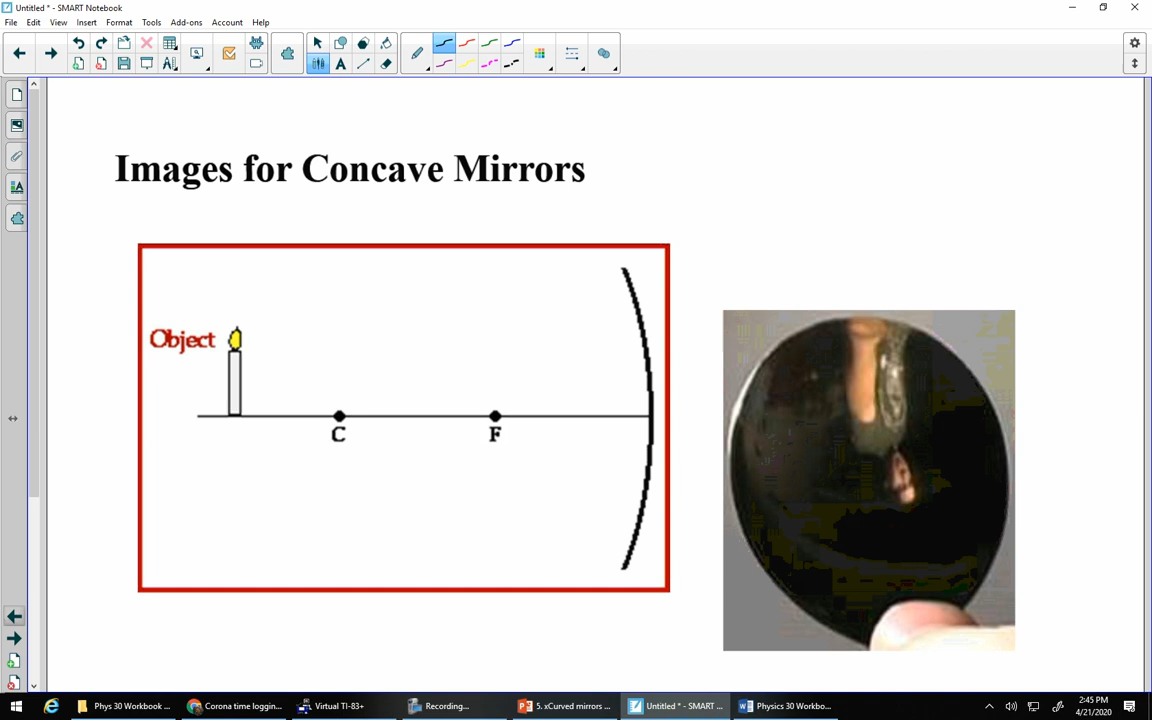 Untitled * - SMART Notebook
File Edit View Insert Format Tools Add-ons Account Help
Images for Concave Mirrors
Object
C F
Phys 30 Workbook ... Corona time loggin... Virtual TI-83+ Recording... 5. xCurved mirrors ... Untitled * - SMART ... Physics 30 Workbo...
2:45 PM
4/21/2020